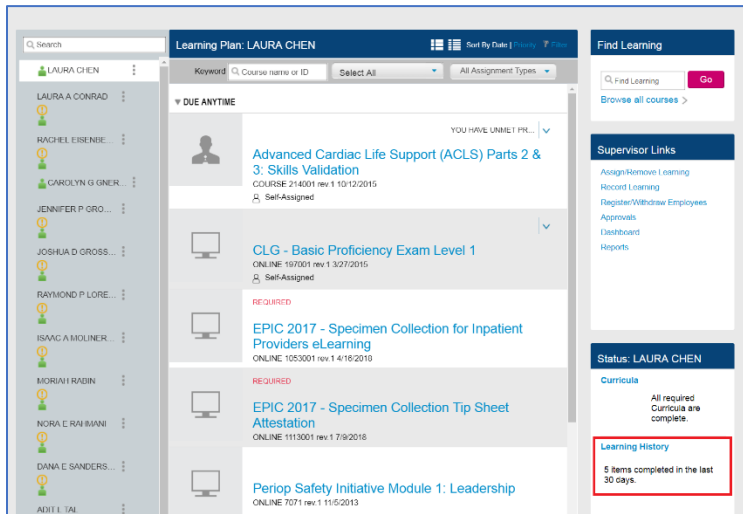 Search
LAURA CHEN
LAURA A CONRAD
RACHEL EISENBE...
CAROLYN G GNER...
JENNIFER P GRO...
JOSHUA D GROSS...
RAYMOND P LORE...
ISAAC A MOLINER...
MORIAH RABIN
NORA E RAHMANI
DANA E SANDERS...
ADIT L TAL
Learning Plan: LAURA CHEN
Sort By Date | Priority Filter
Keyword Course name or ID Select All All Assignment Types
DUE ANYTIME
YOU HAVE UNMET PR...
Advanced Cardiac Life Support (ACLS) Parts 2 &
3: Skills Validation
COURSE 214001 rev 1 10/12/2015
Self-Assigned
CLG - Basic Proficiency Exam Level 1
ONLINE 197001 rev.1 3/27/2015
Self-Assigned
REQUIRED
EPIC 2017 - Specimen Collection for Inpatient
Providers eLearning
ONLINE 1053001 rev.1 4/16/2018
REQUIRED
EPIC 2017 - Specimen Collection Tip Sheet
Attestation
ONLINE 1113001 rev.1 7/9/2018
Periop Safety Initiative Module 1: Leadership
ONLINE 7071 rev.1 11/5/2013
Find Learning
Find Learning Go
Browse all courses >
Supervisor Links
Assign/Remove Learning
Record Learning
Register/Withdraw Employees
Approvals
Dashboard
Reports
Status: LAURA CHEN
Curricula
All required
Curricula are
complete.
Learning History
5 items completed in the last
30 days.